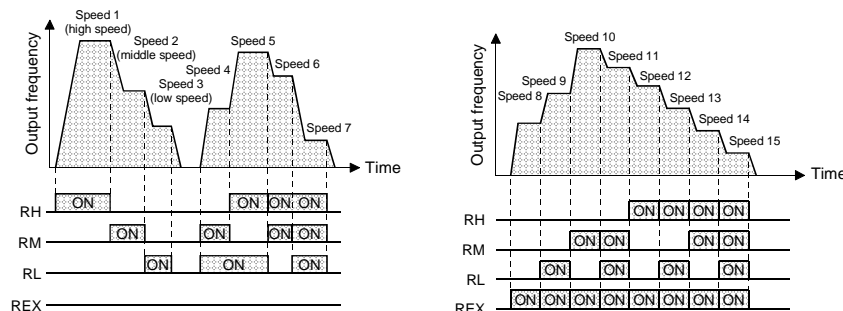 Speed 1
(high speed)
Speed 2
(middle speed)
Speed 3
(low speed)
Speed 4
Speed 5
Speed 6
Speed 7
Output frequency
Time
RH
ON
ON
ON
ON
RM
ON
ON
ON
ON
RL
ON
ON
ON
REX
Speed 10
Speed 11
Speed 9
Speed 12
Speed 8
Speed 13
Speed 14
Speed 15
Output frequency
Time
RH
ON
ON
ON
ON
RM
ON
ON
ON
ON
RL
ON
ON
ON
ON
REX
ON
ON
ON
ON
ON
ON
ON
ON